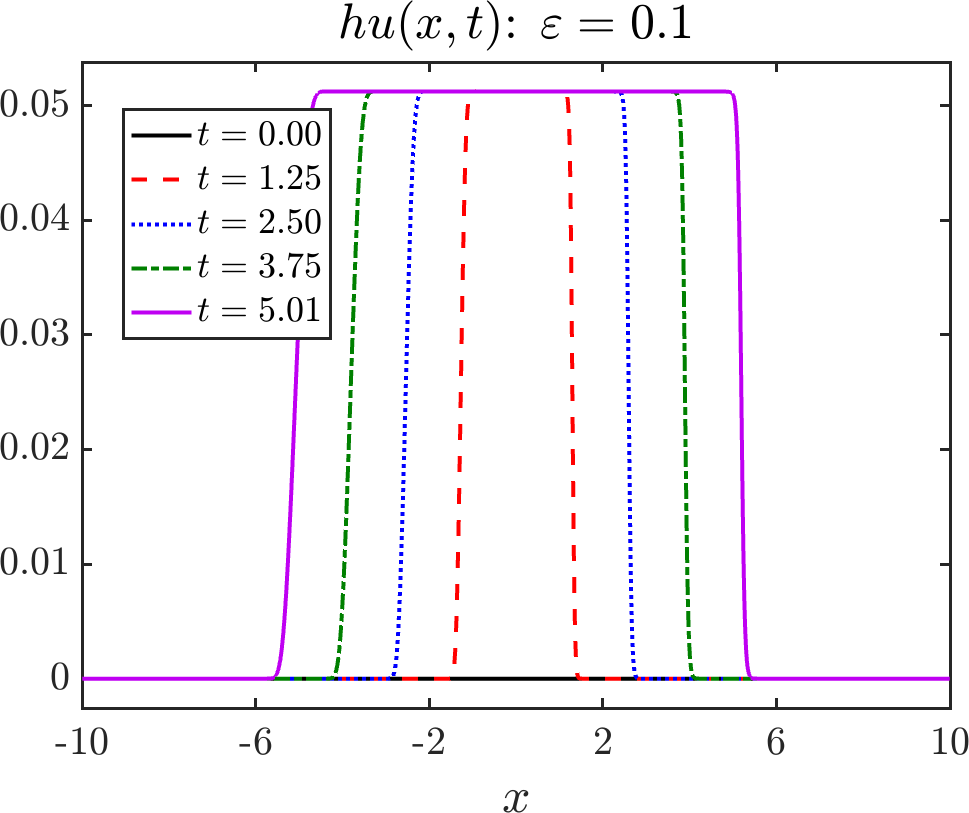 hu(x, t): ε = 0.1
0.05
0.04
0.03
0.02
0.01
0
t = 0.00
t = 1.25
t = 2.50
t = 3.75
t = 5.01
-10 -6 -2 2 6 10
x